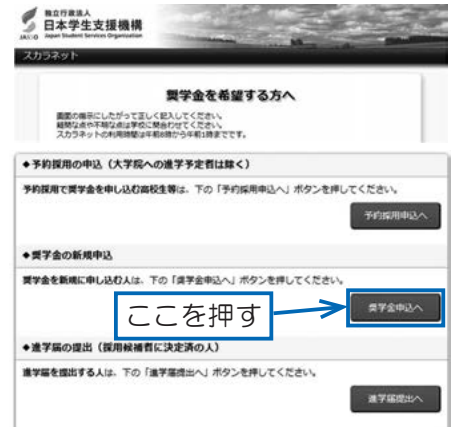 独立行政法人
日本学生支援機構
JASSO Japan Student Services Organization
スカラネット
奨学金を希望する方へ
画面の指示にしたがって正しく記入してください。
疑問な点や不明な点は学校に問合わせてください。
スカラネットの利用時間は午前8時から午前1時までです。
◆予約採用の申込（大学院への進学予定者は除く）
予約採用で奨学金を申し込む高校生等は、下の「予約採用申込へ」ボタンを押してください。
予約採用申込へ
◆奨学金の新規申込
奨学金を新規に申し込む人は、下の「奨学金申込へ」ボタンを押してください。
ここを押す
奨学金申込へ
◆進学届の提出（採用候補者に決定済の人）
進学届を提出する人は、下の「進学届提出へ」ボタンを押してください。
進学届提出へ